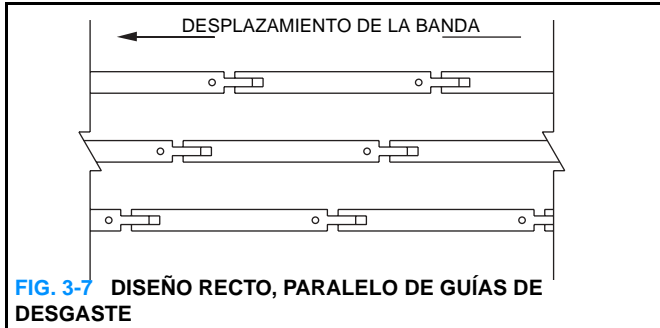 DESPLAZAMIENTO DE LA BANDA
FIG. 3-7 DISEÑO RECTO, PARALELO DE GUÍAS DE
DESGASTE